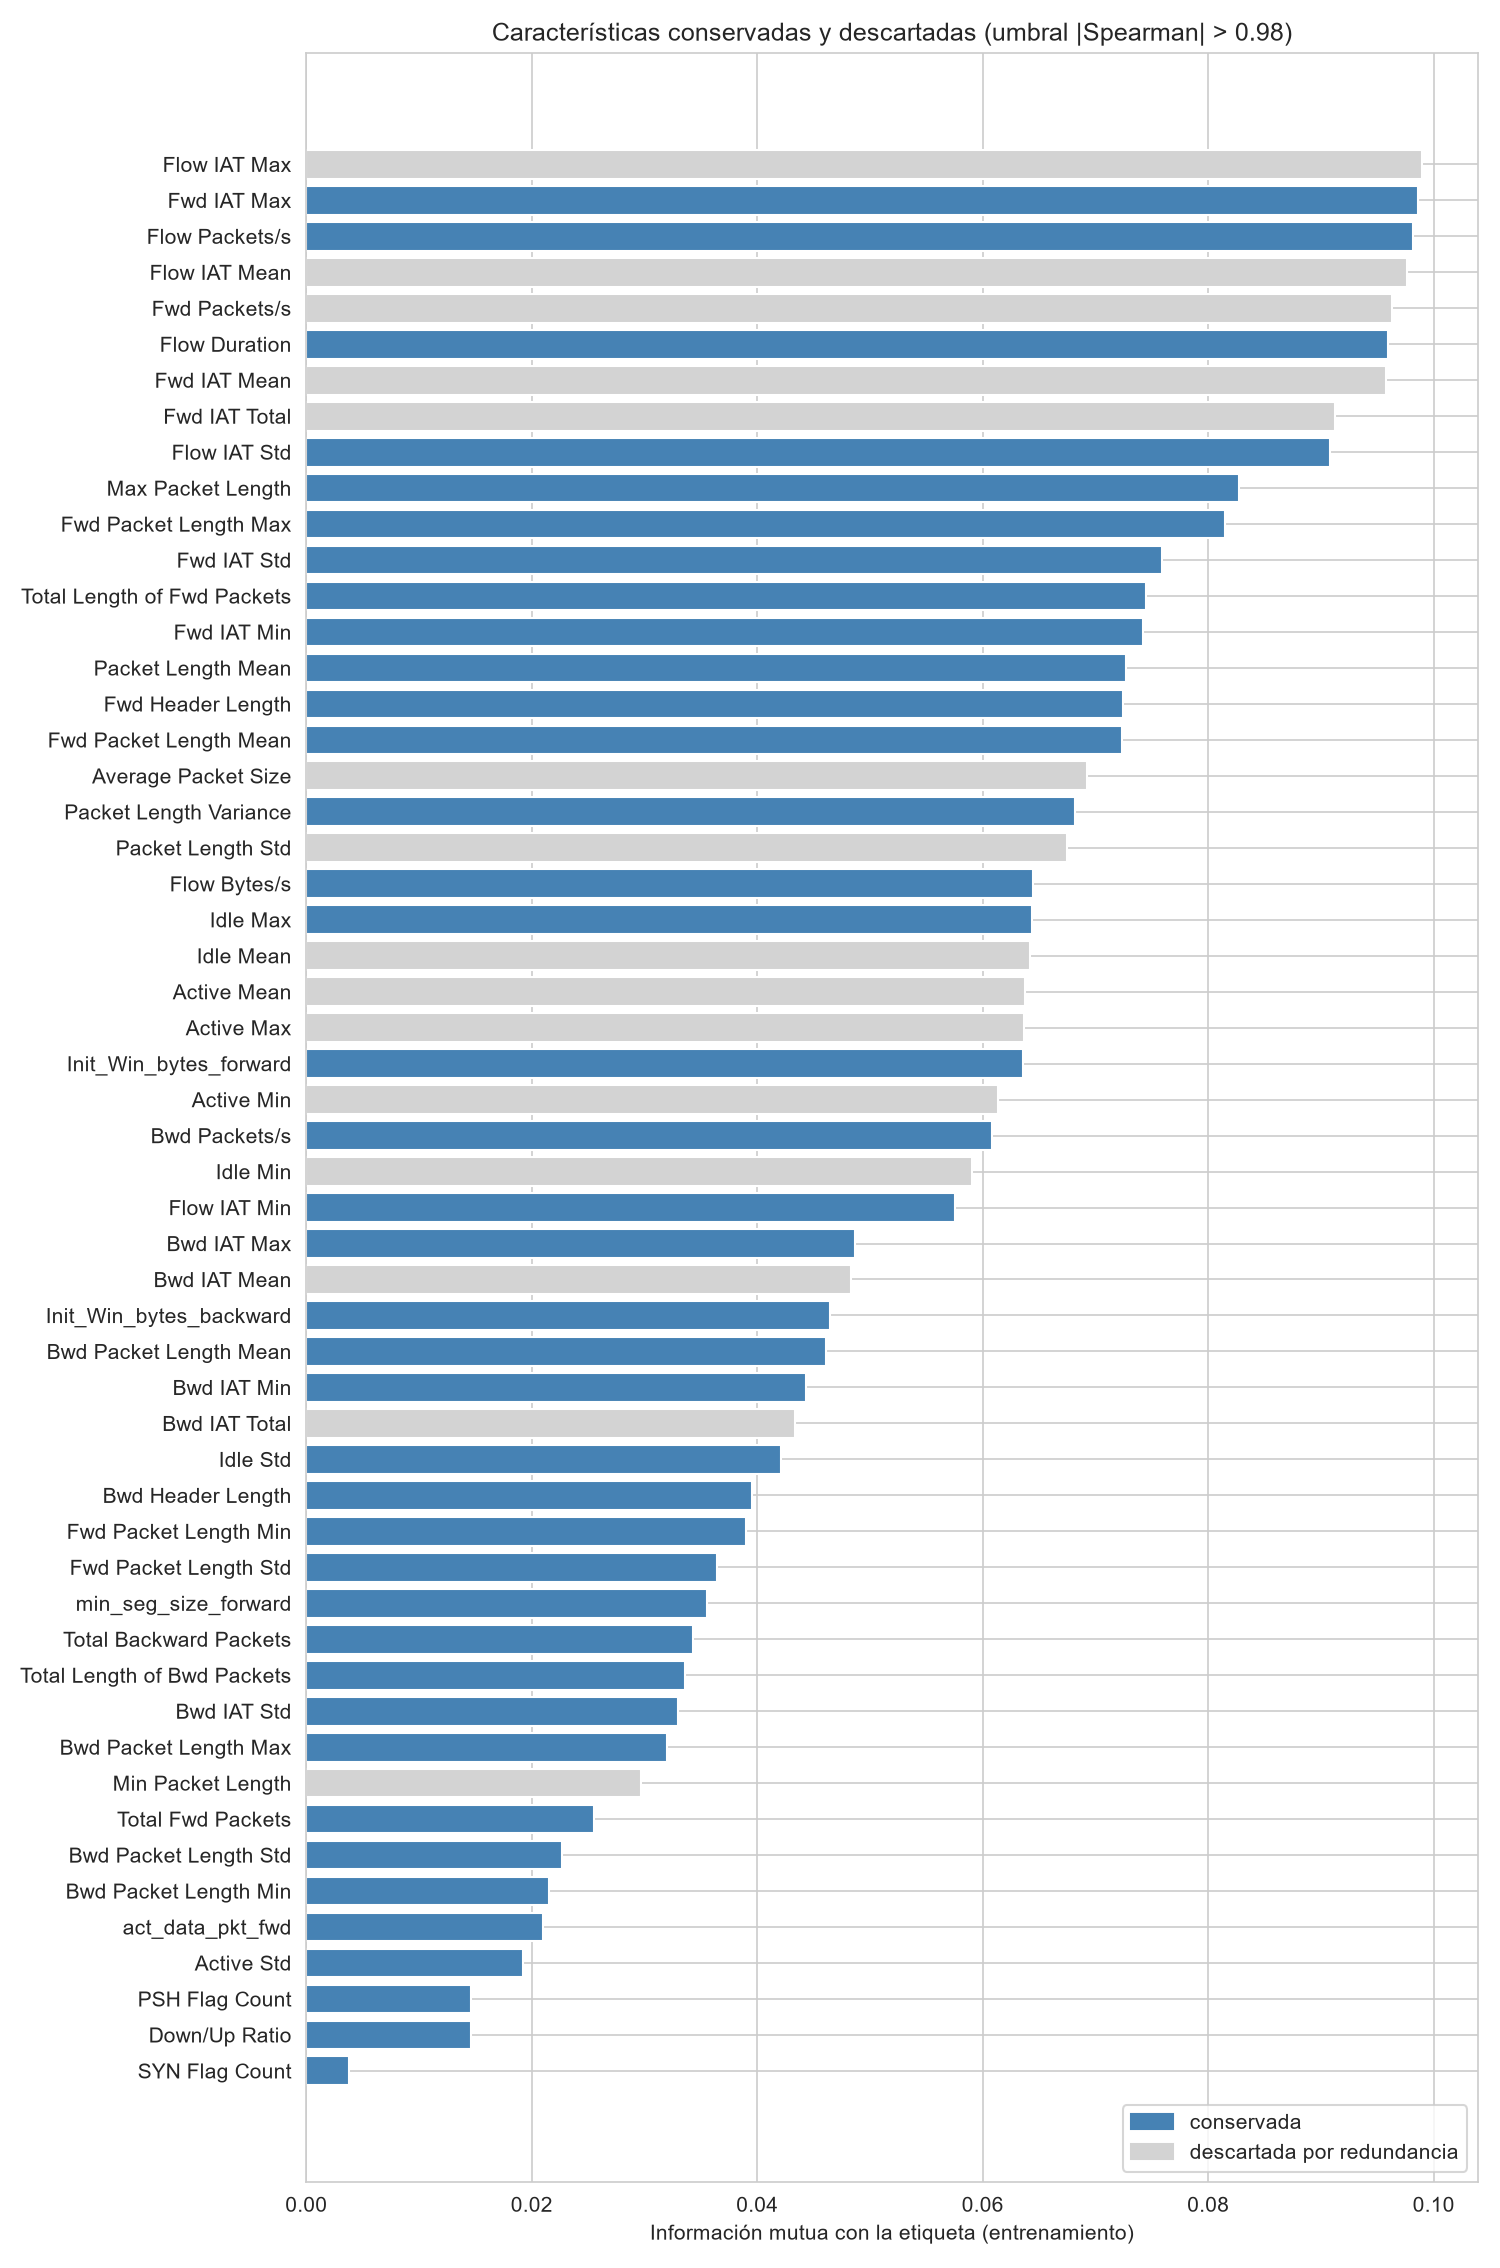 Características conservadas y descartadas (umbral |Spearman| > 0.98)
Flow IAT Max
Fwd IAT Max
Flow Packets/s
Flow IAT Mean
Fwd Packets/s
Flow Duration
Fwd IAT Mean
Fwd IAT Total
Flow IAT Std
Max Packet Length
Fwd Packet Length Max
Fwd IAT Std
Total Length of Fwd Packets
Fwd IAT Min
Packet Length Mean
Fwd Header Length
Fwd Packet Length Mean
Average Packet Size
Packet Length Variance
Packet Length Std
Flow Bytes/s
Idle Max
Idle Mean
Active Mean
Active Max
Init_Win_bytes_forward
Active Min
Bwd Packets/s
Idle Min
Flow IAT Min
Bwd IAT Max
Bwd IAT Mean
Init_Win_bytes_backward
Bwd Packet Length Mean
Bwd IAT Min
Bwd IAT Total
Idle Std
Bwd Header Length
Fwd Packet Length Min
Fwd Packet Length Std
min_seg_size_forward
Total Backward Packets
Total Length of Bwd Packets
Bwd IAT Std
Bwd Packet Length Max
Min Packet Length
Total Fwd Packets
Bwd Packet Length Std
Bwd Packet Length Min
act_data_pkt_fwd
Active Std
PSH Flag Count
Down/Up Ratio
SYN Flag Count
conservada
descartada por redundancia
0.00 0.02 0.04 0.06 0.08 0.10
Información mutua con la etiqueta (entrenamiento)